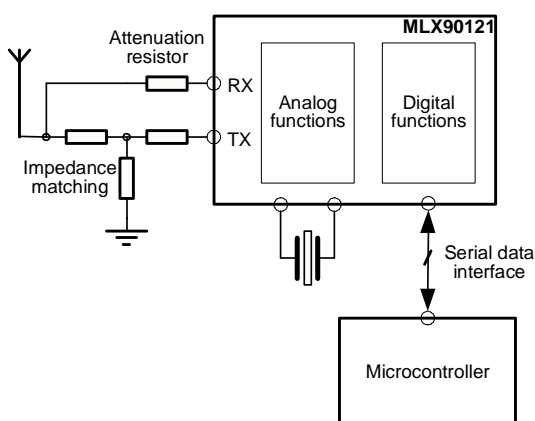 MLX90121
Attenuation
resistor
RX
Analog
functions
Digital
functions
TX
Impedance
matching
Serial data
interface
Microcontroller